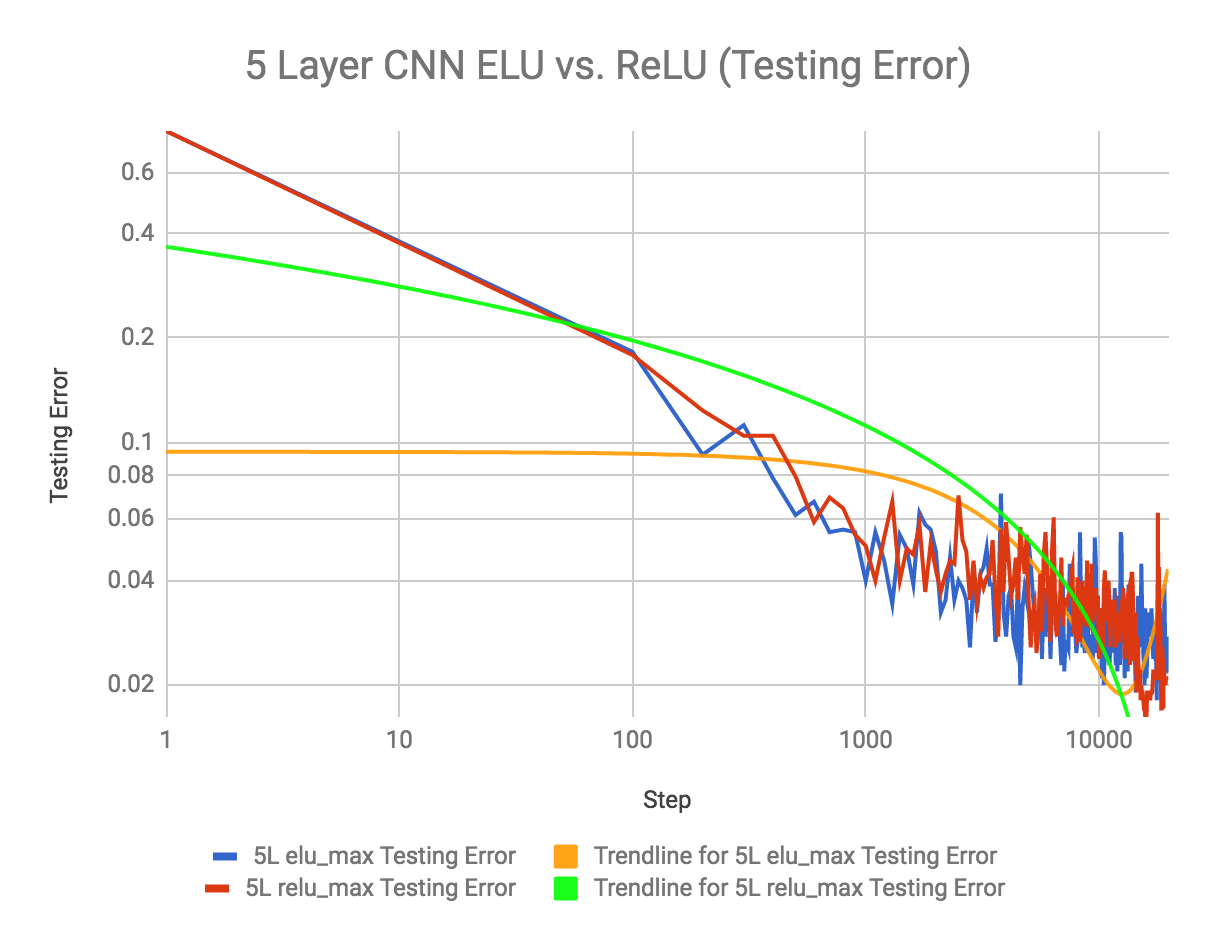 5 Layer CNN ELU vs. ReLU (Testing Error)
0.6
0.4
0.2
0.1
0.08
0.06
0.04
0.02
Testing Error
1 10 100 1000 10000
Step
5L elu_max Testing Error Trendline for 5L elu_max Testing Error
5L relu_max Testing Error Trendline for 5L relu_max Testing Error